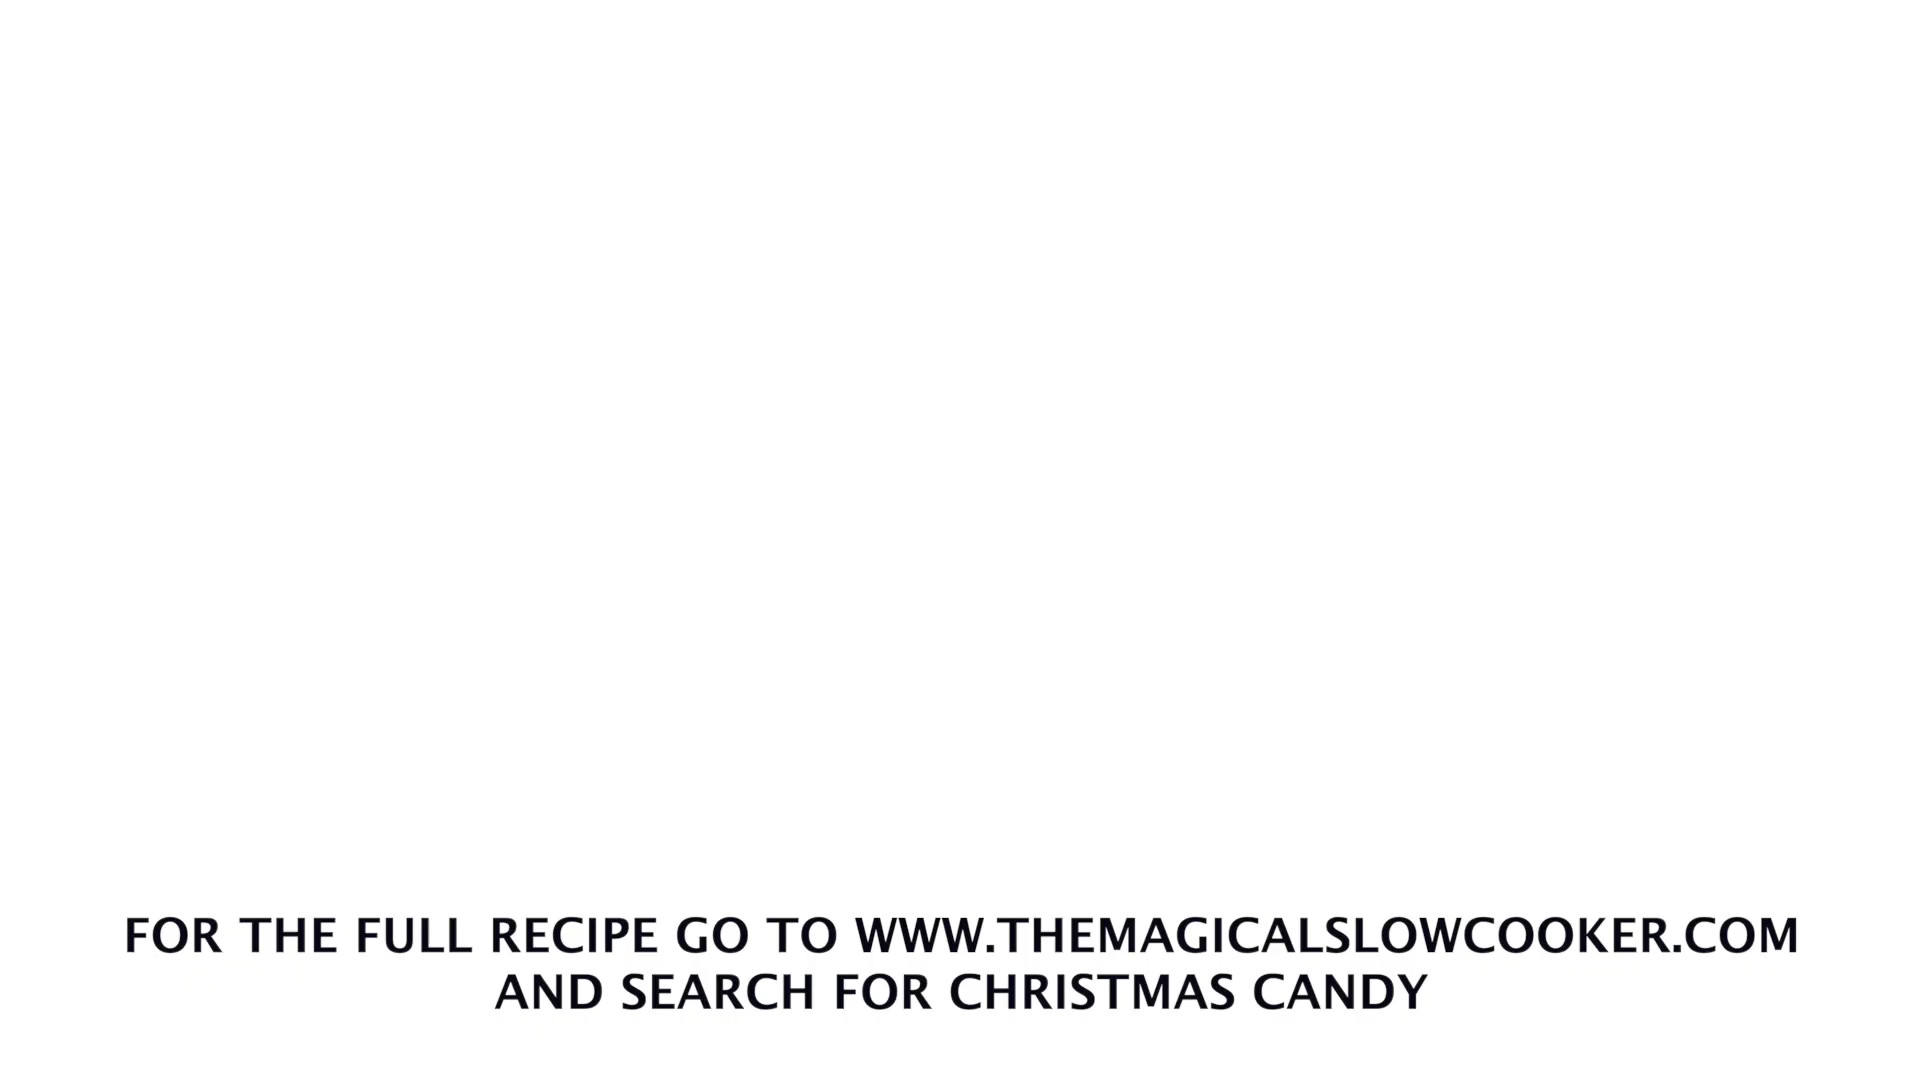 FOR THE FULL RECIPE GO TO WWW.THEMAGICALSLOWCOOKER.COM
AND SEARCH FOR CHRISTMAS CANDY